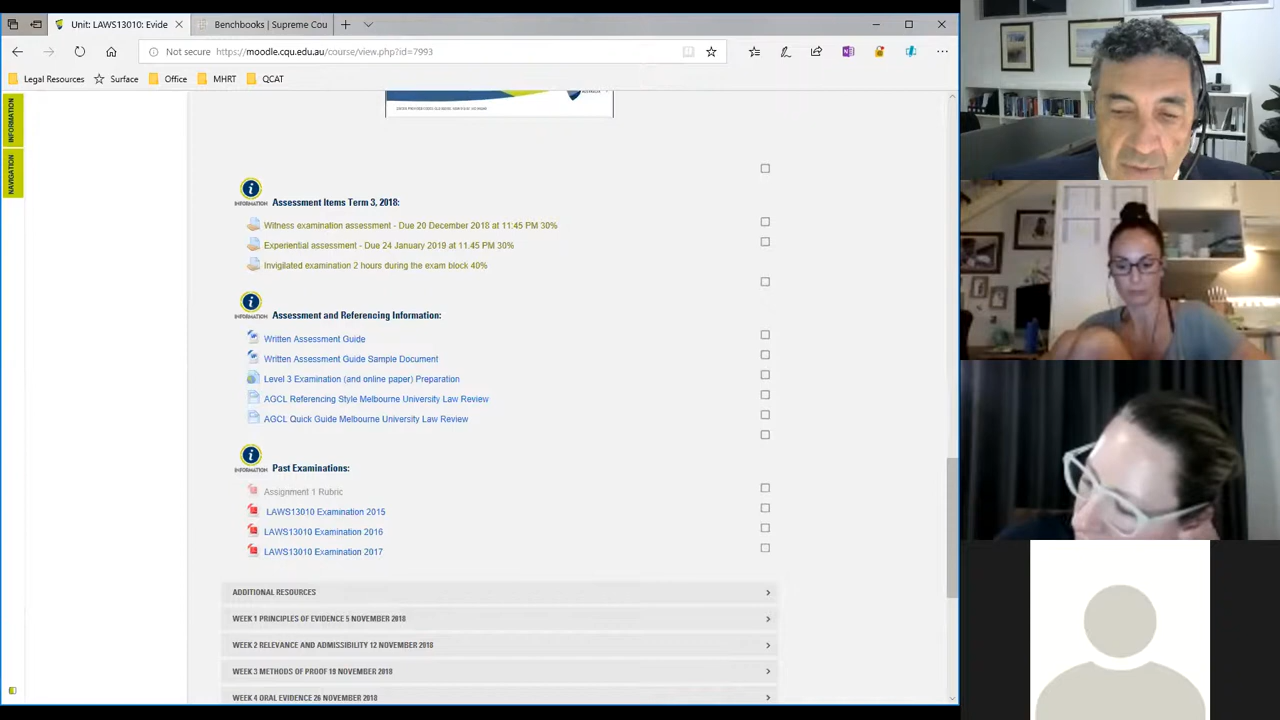 Unit: LAWS13010: Evide
Benchbooks | Supreme Cou
Not secure https://moodle.cqu.edu.au/course/view.php?id=7993
Legal Resources Surface Office MHRT QCAT
INFORMATION
NAVIGATION
INFORMATION
Assessment Items Term 3, 2018:
Witness examination assessment - Due 20 December 2018 at 11:45 PM 30%
Experiential assessment - Due 24 January 2019 at 11.45 PM 30%
Invigilated examination 2 hours during the exam block 40%
INFORMATION
Assessment and Referencing Information:
Written Assessment Guide
Written Assessment Guide Sample Document
Level 3 Examination (and online paper) Preparation
AGCL Referencing Style Melbourne University Law Review
AGCL Quick Guide Melbourne University Law Review
INFORMATION
Past Examinations:
Assignment 1 Rubric
LAWS13010 Examination 2015
LAWS13010 Examination 2016
LAWS13010 Examination 2017
ADDITIONAL RESOURCES
WEEK 1 PRINCIPLES OF EVIDENCE 5 NOVEMBER 2018
WEEK 2 RELEVANCE AND ADMISSIBILITY 12 NOVEMBER 2018
WEEK 3 METHODS OF PROOF 19 NOVEMBER 2018
WEEK 4 ORAL EVIDENCE 26 NOVEMBER 2018